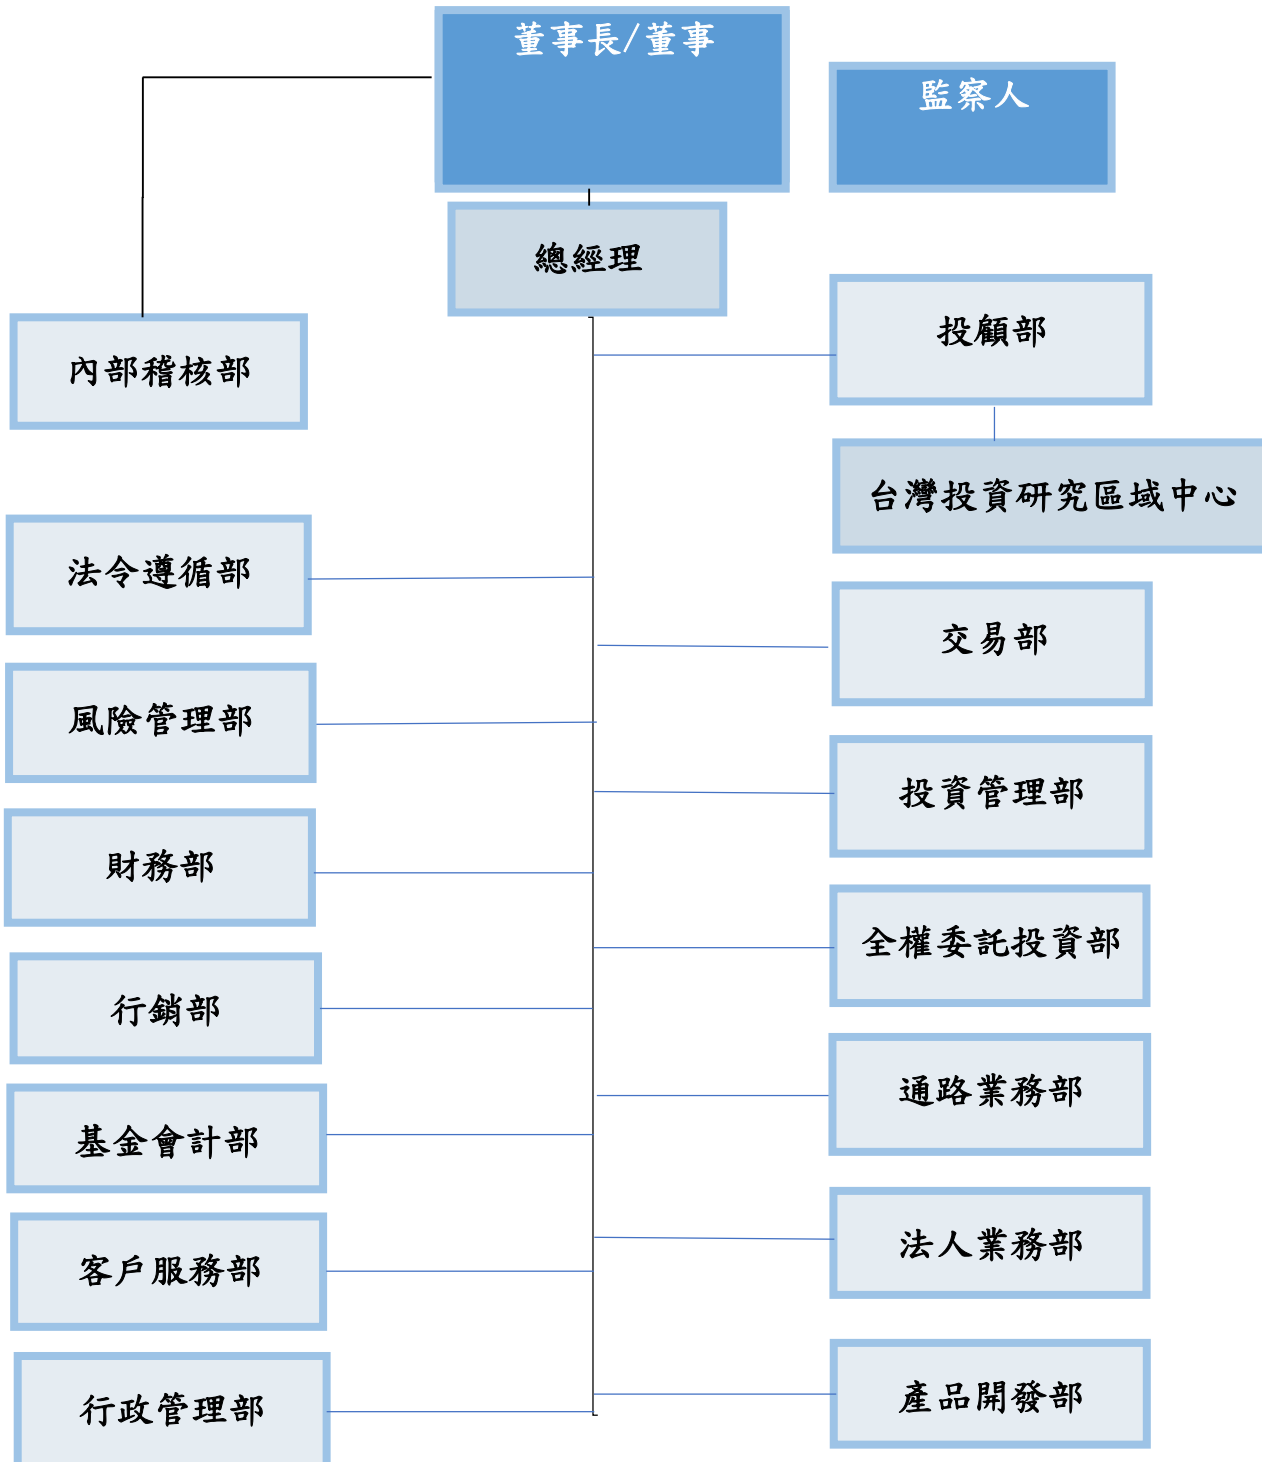 董事長/董事
監察人
總經理
投顧部
內部稽核部
台灣投資研究區域中心
法令遵循部
交易部
風險管理部
投資管理部
財務部
全權委託投資部
行銷部
通路業務部
基金會計部
法人業務部
客戶服務部
產品開發部
行政管理部